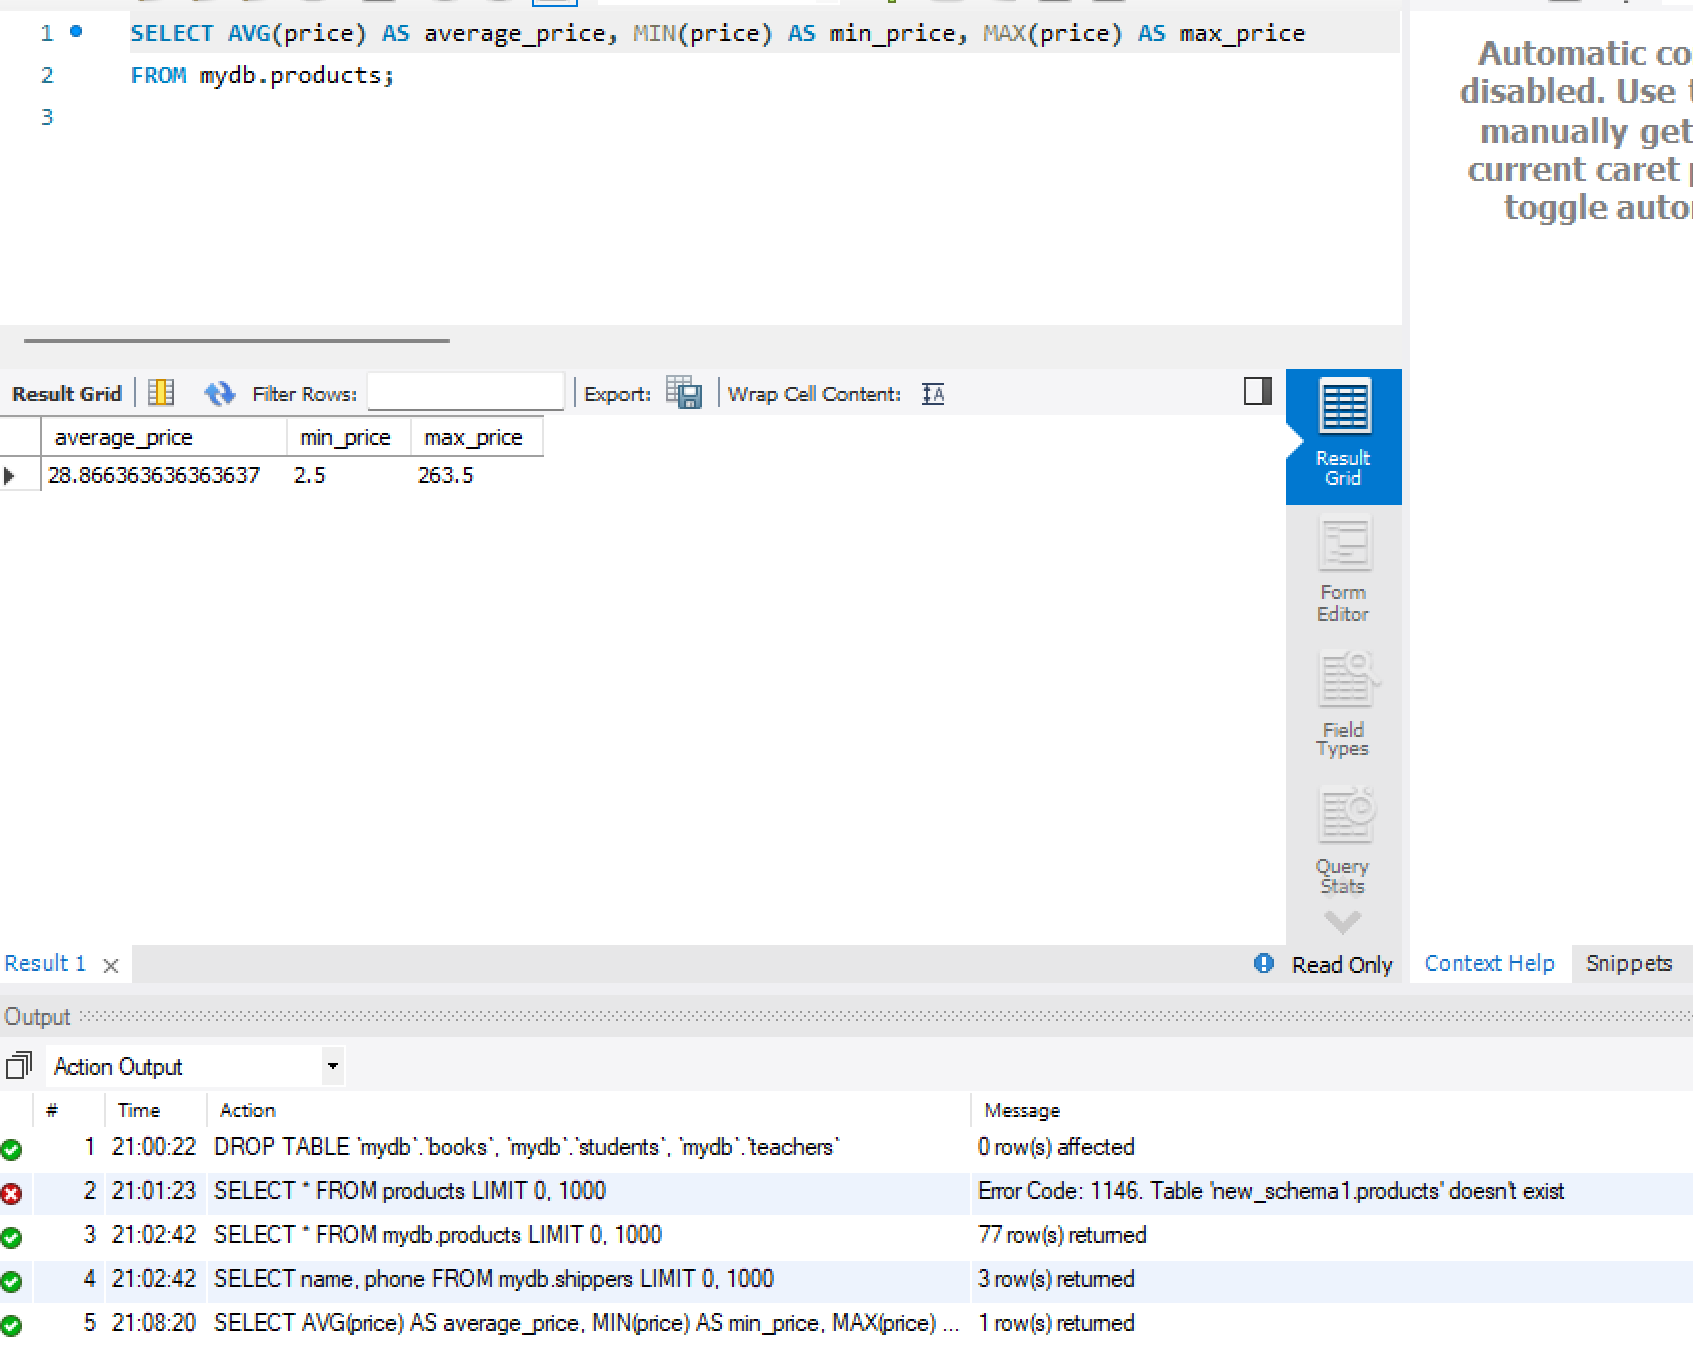 1 SELECT AVG(price) AS average_price, MIN(price) AS min_price, MAX(price) AS max_price
2 FROM mydb.products;
3
Automatic co
disabled. Use
manually get
current caret
toggle auto
Result Grid Filter Rows: Export: Wrap Cell Content:
average_price min_price max_price
28.866363636363637 2.5 263.5
Result
Grid
Form
Editor
Field
Types
Query
Stats
Result 1 Read Only Context Help Snippets
Output
Action Output
# Time Action Message
1 21:00:22 DROP TABLE `mydb`.`books`, `mydb`.`students`, `mydb`.`teachers` 0 row(s) affected
2 21:01:23 SELECT * FROM products LIMIT 0, 1000 Error Code: 1146. Table 'new_schema1.products' doesn't exist
3 21:02:42 SELECT * FROM mydb.products LIMIT 0, 1000 77 row(s) returned
4 21:02:42 SELECT name, phone FROM mydb.shippers LIMIT 0, 1000 3 row(s) returned
5 21:08:20 SELECT AVG(price) AS average_price, MIN(price) AS min_price, MAX(price) ... 1 row(s) returned